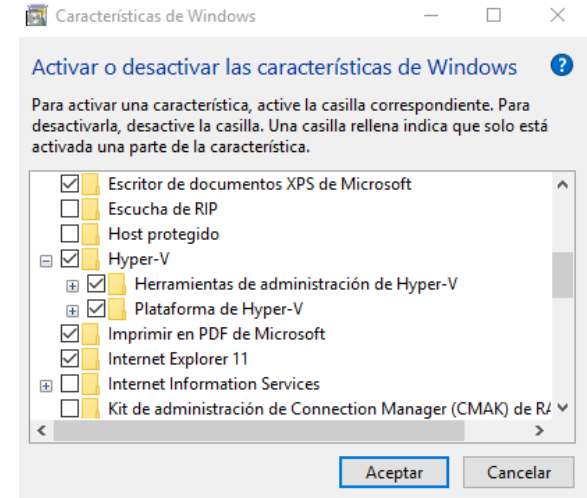 Características de Windows
Activar o desactivar las características de Windows
Para activar una característica, active la casilla correspondiente. Para
desactivarla, desactive la casilla. Una casilla rellena indica que solo está
activada una parte de la característica.
Escritor de documentos XPS de Microsoft
Escucha de RIP
Host protegido
Hyper-V
Herramientas de administración de Hyper-V
Plataforma de Hyper-V
Imprimir en PDF de Microsoft
Internet Explorer 11
Internet Information Services
Kit de administración de Connection Manager (CMAK) de
Aceptar Cancelar